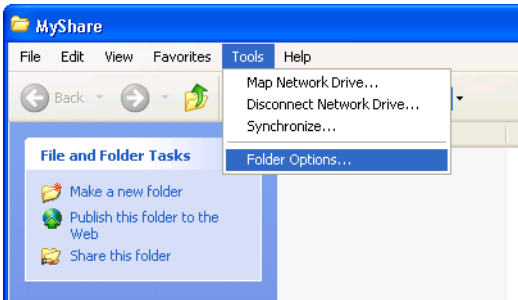 MyShare
File Edit View Favorites Tools Help
Map Network Drive...
Back
Disconnect Network Drive...
Synchronize...
File and Folder Tasks
Folder Options...
Make a new folder
Publish this folder to the
Web
Share this folder